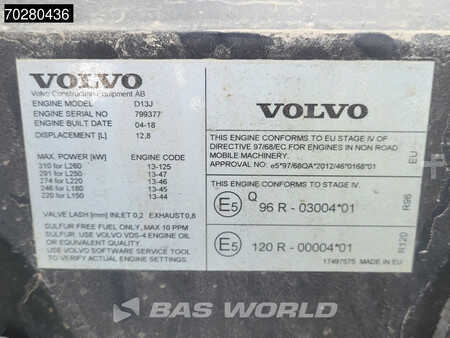 70280436
VOLVO
Volvo Construction Equipment AB
ENGINE MODEL D13J
ENGINE SERIAL NO 799377
ENGINE BUILT DATE 04-18
DISPLACEMENT [L] 12,8
MAX. POWER [kW] ENGINE CODE
310 for L260 13-125
291 for L250 13-47
274 for L220 13-46
246 for L180 13-45
220 for L150 13-44
VALVE LASH [mm] INLET 0,2 EXHAUST 0,8
SULFUR FREE FUEL ONLY, MAX 10 PPM
SULFUR. USE VOLVO VDS-4 ENGINE OIL
OR EQUIVALENT QUALITY.
USE VOLVO SOFTWARE SERVICE TOOL
TO VERIFY ACTUAL ENGINE SETTINGS.
VOLVO
THIS ENGINE CONFORMS TO EU STAGE IV OF
DIRECTIVE 97/68/EC FOR ENGINES IN NON ROAD
MOBILE MACHINERY.
APPROVAL NO: e5*97/68QA*2012/46*0168*01
EU
THIS ENGINE CONFORMS TO STAGE IV.
E5 Q 96 R - 03004*01
R96
E5 120 R - 00004*01
R120
17497575 MADE IN EU
BAS WORLD